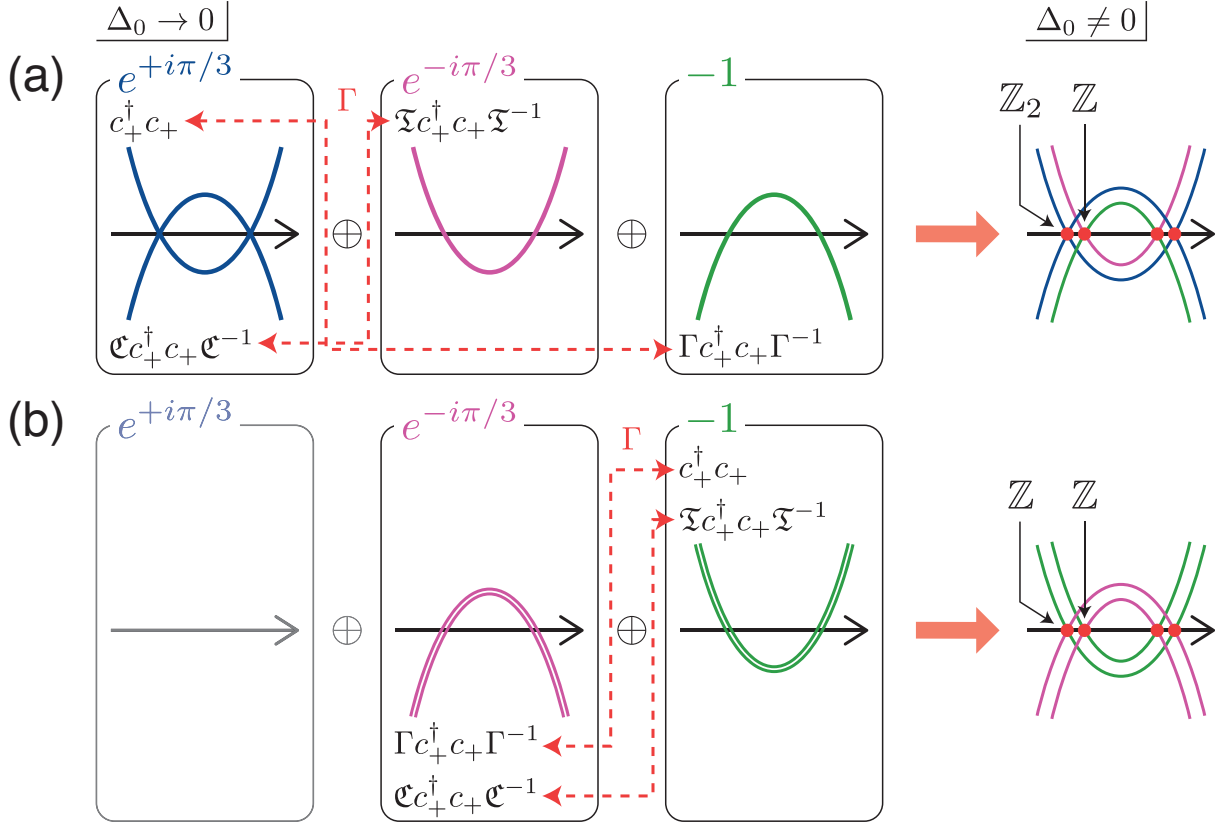 Δ₀ → 0
Δ₀ ≠ 0
(a)
e^{+iπ/3}
e^{-iπ/3}
-1
Γ
c₊†c₊
𝔗c₊†c₊𝔗⁻¹
ℤ₂ ℤ
⊕
⊕
ℭc₊†c₊ℭ⁻¹
Γc₊†c₊Γ⁻¹
(b)
e^{+iπ/3}
e^{-iπ/3}
-1
Γ
c₊†c₊
𝔗c₊†c₊𝔗⁻¹
ℤ ℤ
⊕
⊕
Γc₊†c₊Γ⁻¹
ℭc₊†c₊ℭ⁻¹